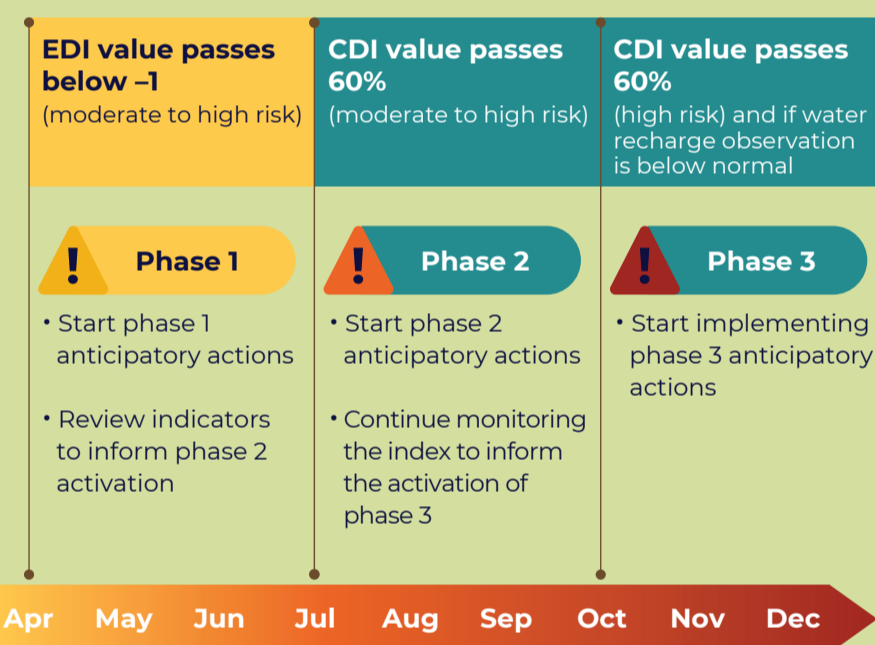 EDI value passes
below –1
(moderate to high risk)
CDI value passes
60%
(moderate to high risk)
CDI value passes
60%
(high risk) and if water
recharge observation
is below normal
! Phase 1
• Start phase 1
anticipatory actions
• Review indicators
to inform phase 2
activation
! Phase 2
• Start phase 2
anticipatory actions
• Continue monitoring
the index to inform
the activation of
phase 3
! Phase 3
• Start implementing
phase 3 anticipatory
actions
Apr May Jun Jul Aug Sep Oct Nov Dec